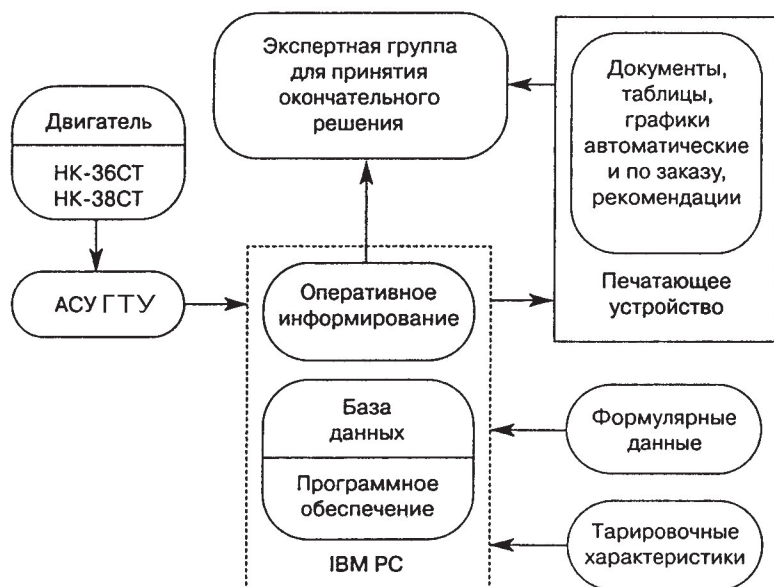 Экспертная группа
для принятия
окончательного
решения
Документы,
таблицы,
графики
автоматические
и по заказу,
рекомендации
Печатающее
устройство
Двигатель
НК-36СТ
НК-38СТ
АСУ ГТУ
Оперативное
информирование
База
данных
Программное
обеспечение
IBM PC
Формулярные
данные
Тарировочные
характеристики